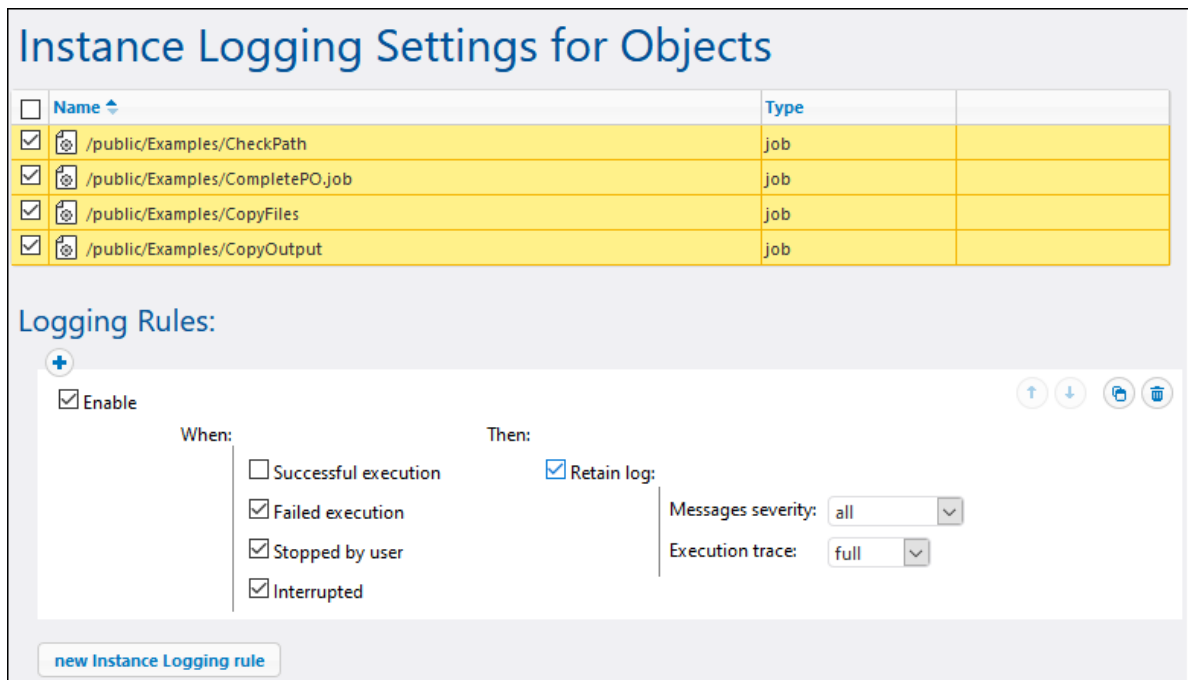 Instance Logging Settings for Objects
Name Type
/public/Examples/CheckPath job
/public/Examples/CompletePO.job job
/public/Examples/CopyFiles job
/public/Examples/CopyOutput job
Logging Rules:
Enable
When: Then:
Successful execution Retain log:
Failed execution Messages severity: all
Stopped by user Execution trace: full
Interrupted
new Instance Logging rule